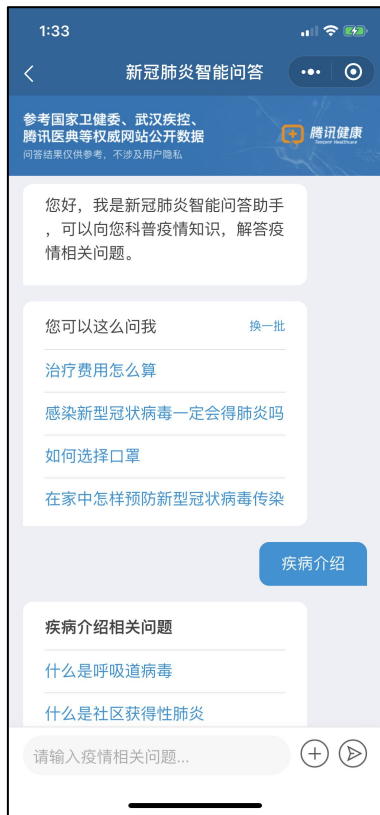 1:33
新冠肺炎智能问答
参考国家卫健委、武汉疾控、
腾讯医典等权威网站公开数据
问答结果仅供参考，不涉及用户隐私
腾讯健康
Tencent Healthcare
您好，我是新冠肺炎智能问答助手
，可以向您科普疫情知识，解答疫
情相关问题。
您可以这么问我
换一批
治疗费用怎么算
感染新型冠状病毒一定会得肺炎吗
如何选择口罩
在家中怎样预防新型冠状病毒传染
疾病介绍
疾病介绍相关问题
什么是呼吸道病毒
什么是社区获得性肺炎
请输入疫情相关问题...